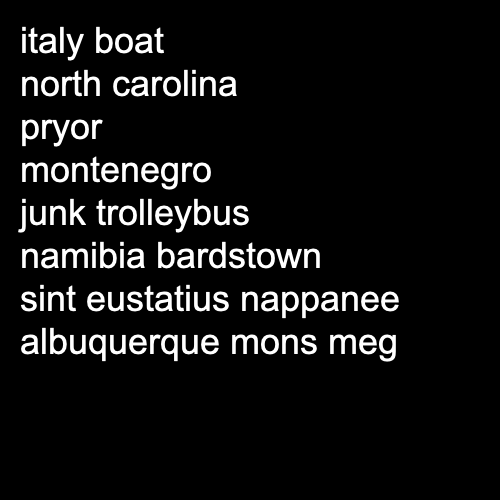 italy boat
north carolina
pryor
montenegro
junk trolleybus
namibia bardstown
sint eustatius nappanee
albuquerque mons meg